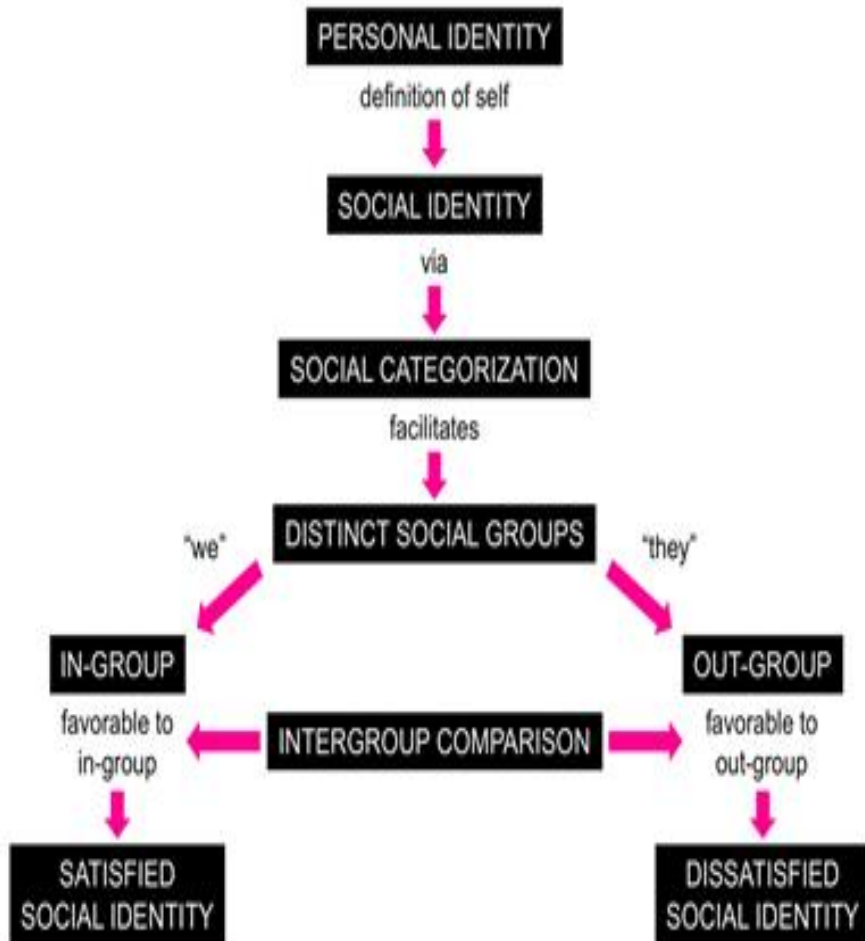 PERSONAL IDENTITY
definition of self
SOCIAL IDENTITY
via
SOCIAL CATEGORIZATION
facilitates
DISTINCT SOCIAL GROUPS
"we"
"they"
IN-GROUP
OUT-GROUP
favorable to
in-group
INTERGROUP COMPARISON
favorable to
out-group
SATISFIED
SOCIAL IDENTITY
DISSATISFIED
SOCIAL IDENTITY